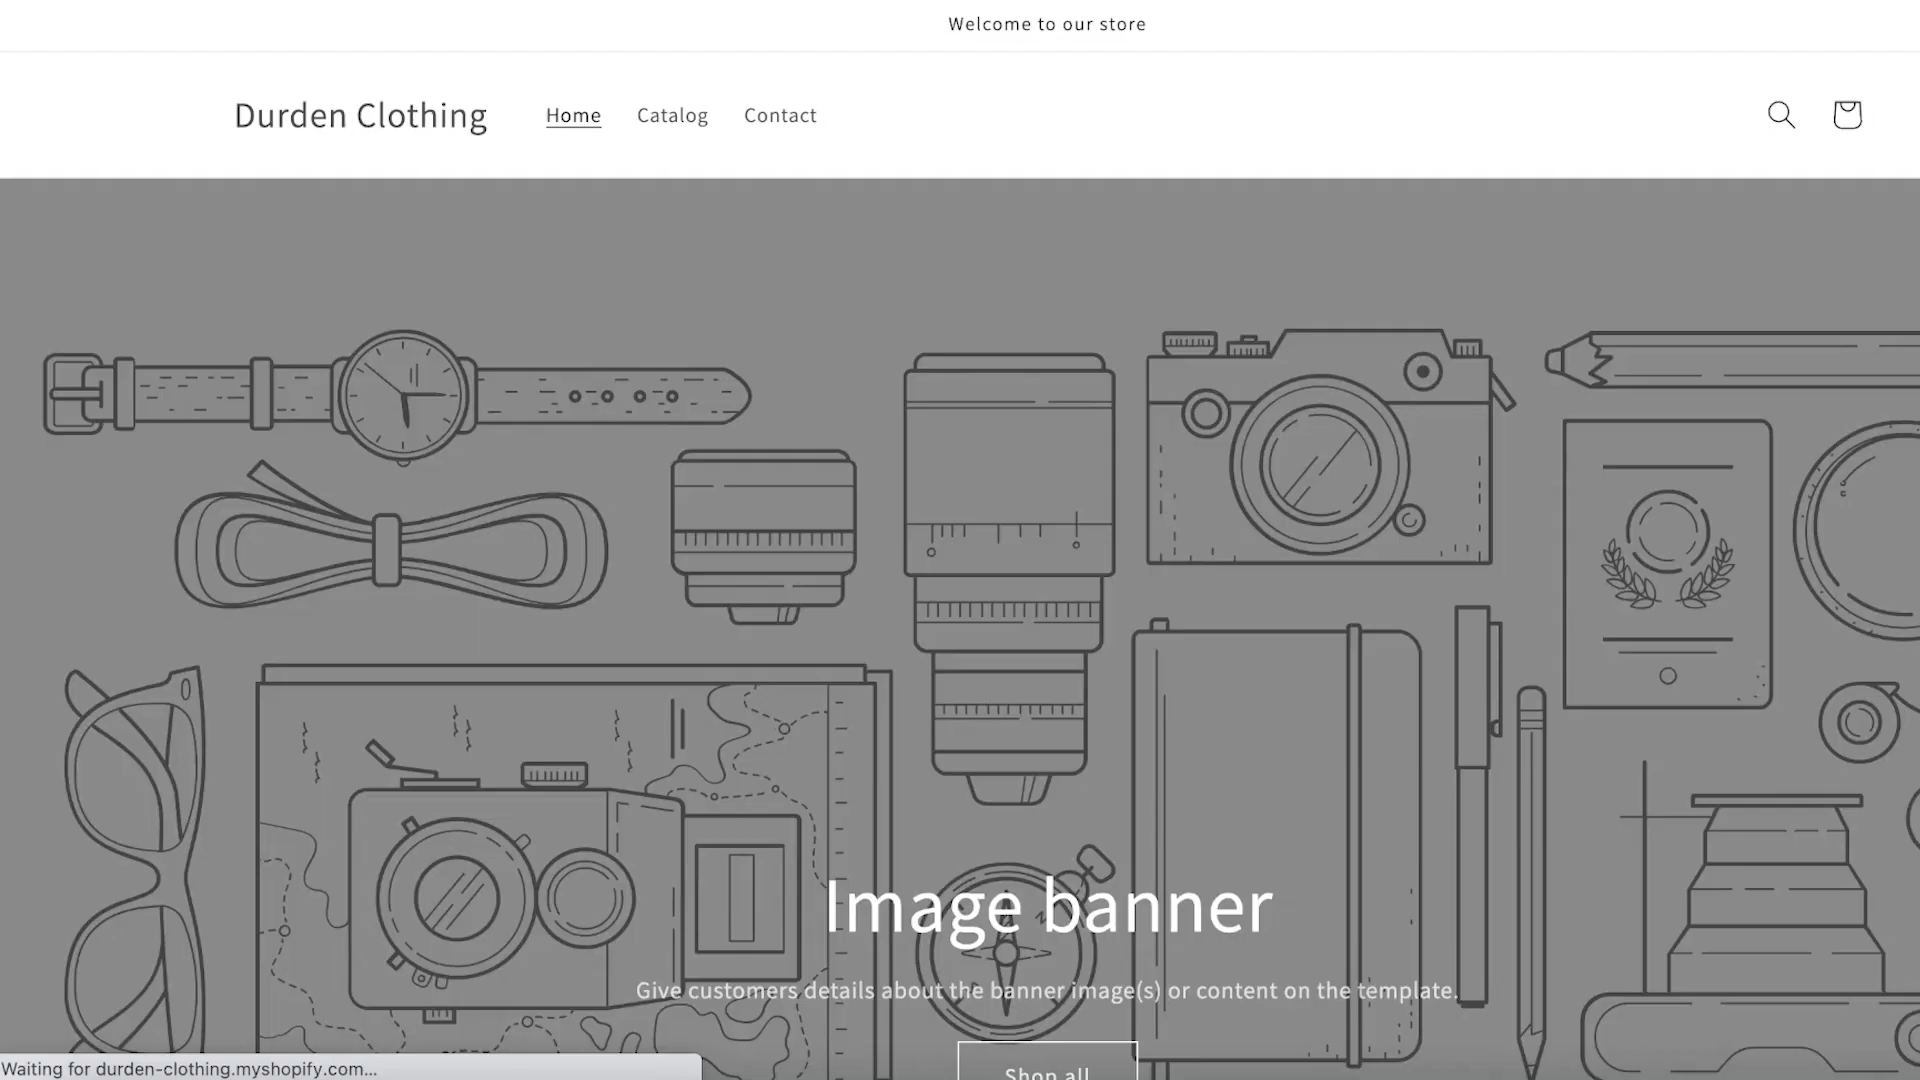 Welcome to our store
Durden Clothing
Home Catalog Contact
Image banner
Give customers details about the banner image(s) or content on the template.
Shop all
Waiting for durden-clothing.myshopify.com...